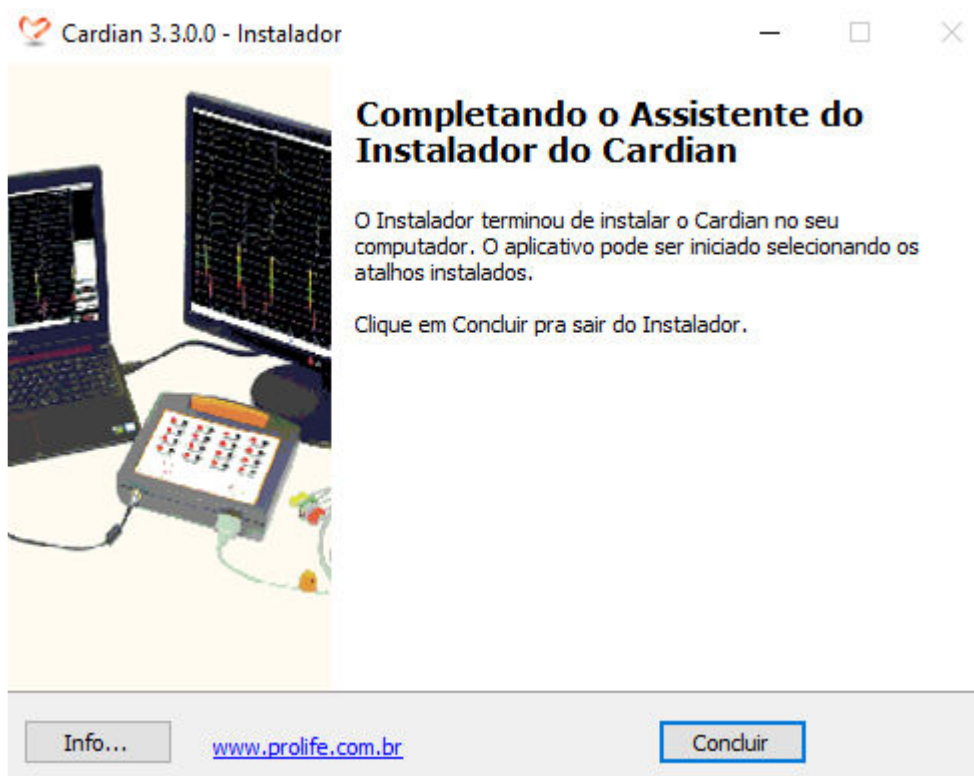 Cardian 3.3.0.0 - Instalador
Completando o Assistente do
Instalador do Cardian
O Instalador terminou de instalar o Cardian no seu
computador. O aplicativo pode ser iniciado selecionando os
atalhos instalados.
Clique em Concluir pra sair do Instalador.
Info...
www.prolife.com.br
Concluir